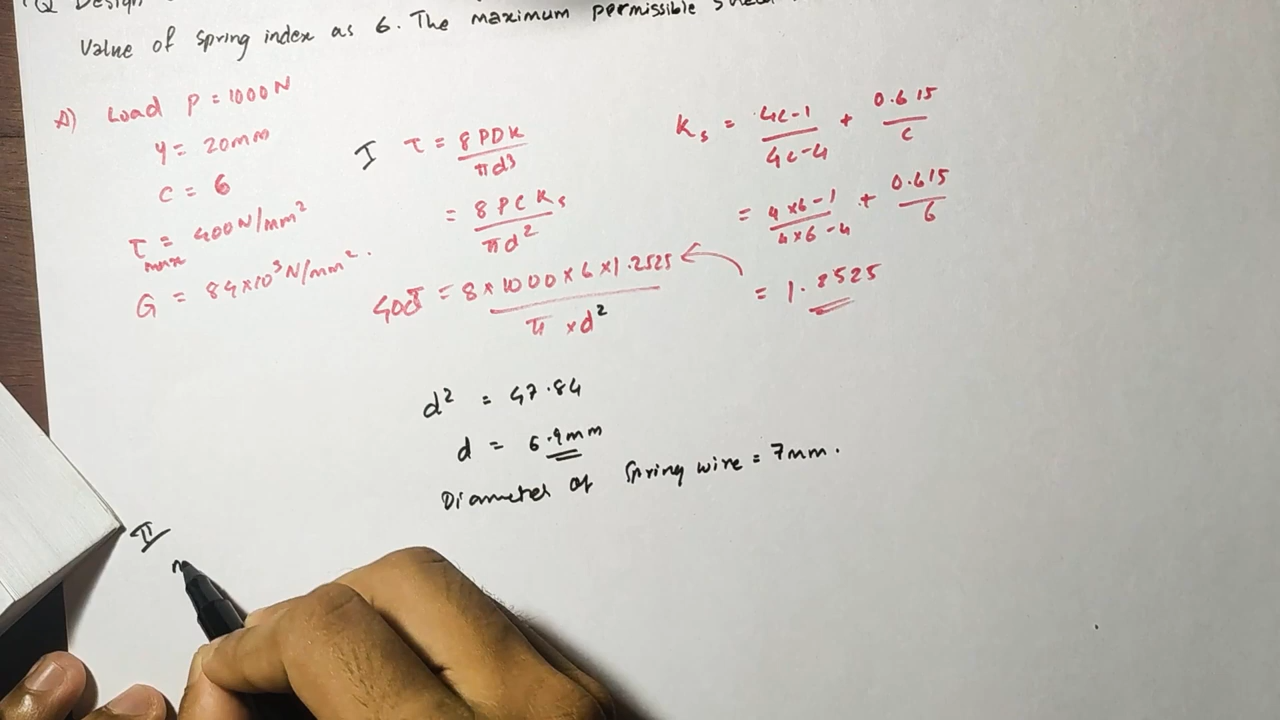 Q Design
Value of spring index as 6. The maximum permissible
A) Load P = 1000N
y = 20mm
C = 6
τmax = 400N/mm²
G = 84×10³N/mm².
I τ = 8PDK / πd³
= 8PCKs / πd²
400 = 8×1000×6×1.2525 / π×d²
Ks = 4C-1 / 4C-4 + 0.615 / C
= 4×6-1 / 4×6-4 + 0.615 / 6
= 1.2525
d² = 47.84
d = 6.9mm
Diameter of spring wire = 7mm.
II